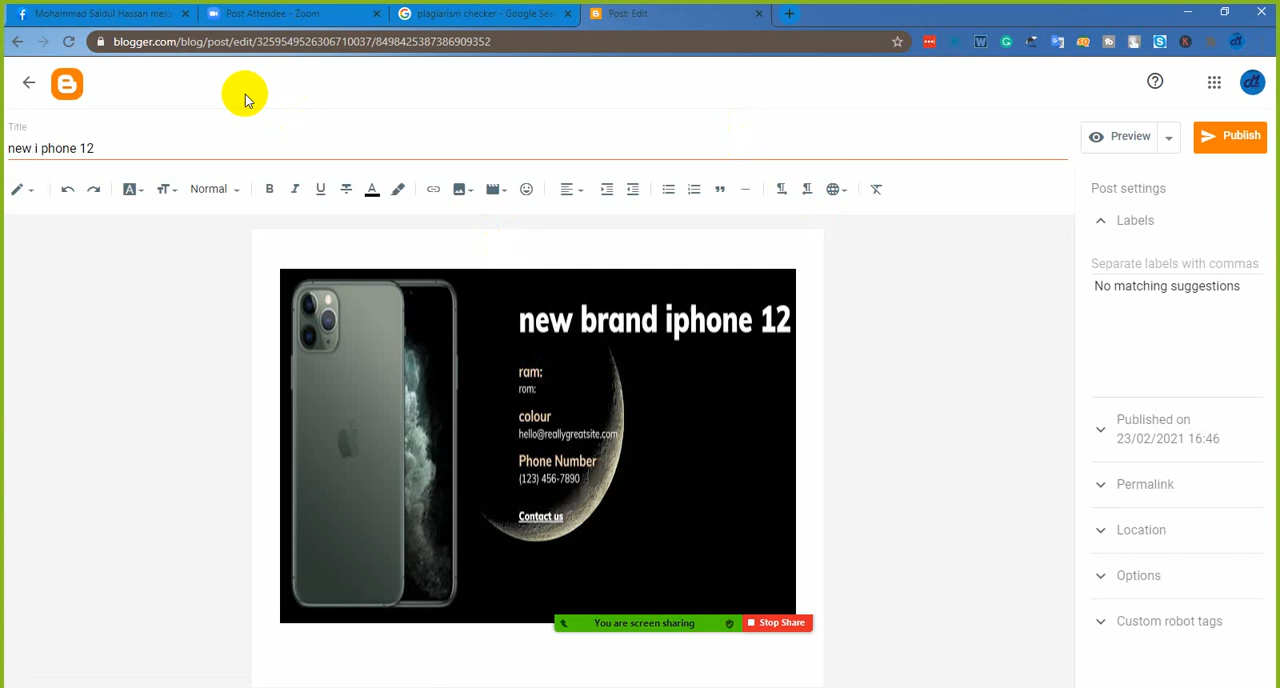 Mohammad Saidul Hassan mess
Post Attendee - Zoom
plagiarism checker - Google Sea
Post: Edit
blogger.com/blog/post/edit/3259549526306710037/8498425387386909352
Title
new i phone 12
Preview
Publish
Normal
Post settings
Labels
Separate labels with commas
No matching suggestions
new brand iphone 12
ram:
rom:
colour
hello@reallygreatsite.com
Phone Number
(123) 456-7890
Contact us
Published on
23/02/2021 16:46
Permalink
Location
Options
Custom robot tags
You are screen sharing
Stop Share